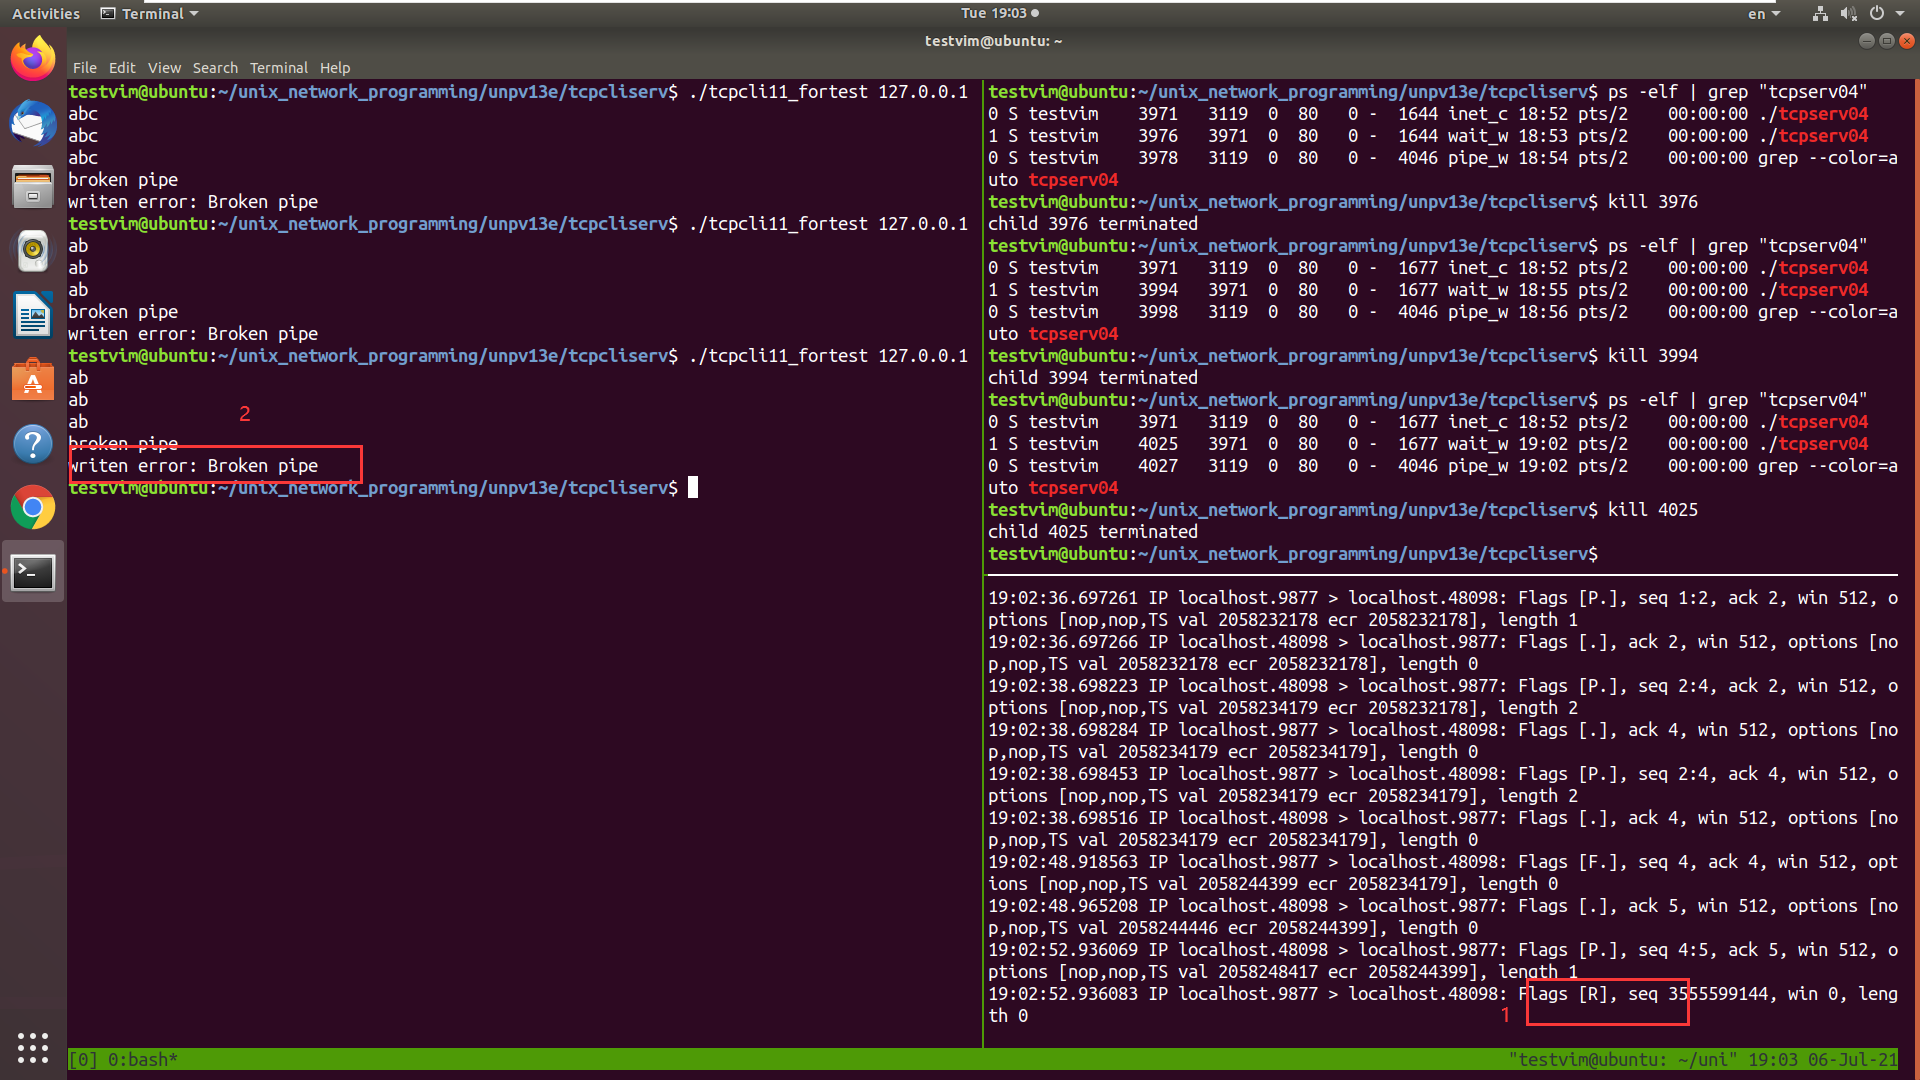 Activities
Terminal
Tue 19:03
en
testvim@ubuntu: ~
File Edit View Search Terminal Help
testvim@ubuntu:~/unix_network_programming/unpv13e/tcpcliserv$ ./tcpcli11_fortest 127.0.0.1
abc
abc
abc
broken pipe
writen error: Broken pipe
testvim@ubuntu:~/unix_network_programming/unpv13e/tcpcliserv$ ./tcpcli11_fortest 127.0.0.1
ab
ab
ab
broken pipe
writen error: Broken pipe
testvim@ubuntu:~/unix_network_programming/unpv13e/tcpcliserv$ ./tcpcli11_fortest 127.0.0.1
ab
ab
ab
2
broken pipe
writen error: Broken pipe
testvim@ubuntu:~/unix_network_programming/unpv13e/tcpcliserv$
testvim@ubuntu:~/unix_network_programming/unpv13e/tcpcliserv$ ps -elf | grep "tcpserv04"
0 S testvim    3971   3119  0  80   0 -  1644 inet_c 18:52 pts/2    00:00:00 ./tcpserv04
1 S testvim    3976   3971  0  80   0 -  1644 wait_w 18:53 pts/2    00:00:00 ./tcpserv04
0 S testvim    3978   3119  0  80   0 -  4046 pipe_w 18:54 pts/2    00:00:00 grep --color=a
uto tcpserv04
testvim@ubuntu:~/unix_network_programming/unpv13e/tcpcliserv$ kill 3976
child 3976 terminated
testvim@ubuntu:~/unix_network_programming/unpv13e/tcpcliserv$ ps -elf | grep "tcpserv04"
0 S testvim    3971   3119  0  80   0 -  1677 inet_c 18:52 pts/2    00:00:00 ./tcpserv04
1 S testvim    3994   3971  0  80   0 -  1677 wait_w 18:55 pts/2    00:00:00 ./tcpserv04
0 S testvim    3998   3119  0  80   0 -  4046 pipe_w 18:56 pts/2    00:00:00 grep --color=a
uto tcpserv04
testvim@ubuntu:~/unix_network_programming/unpv13e/tcpcliserv$ kill 3994
child 3994 terminated
testvim@ubuntu:~/unix_network_programming/unpv13e/tcpcliserv$ ps -elf | grep "tcpserv04"
0 S testvim    3971   3119  0  80   0 -  1677 inet_c 18:52 pts/2    00:00:00 ./tcpserv04
1 S testvim    4025   3971  0  80   0 -  1677 wait_w 19:02 pts/2    00:00:00 ./tcpserv04
0 S testvim    4027   3119  0  80   0 -  4046 pipe_w 19:02 pts/2    00:00:00 grep --color=a
uto tcpserv04
testvim@ubuntu:~/unix_network_programming/unpv13e/tcpcliserv$ kill 4025
child 4025 terminated
testvim@ubuntu:~/unix_network_programming/unpv13e/tcpcliserv$
19:02:36.697261 IP localhost.9877 > localhost.48098: Flags [P.], seq 1:2, ack 2, win 512, o
ptions [nop,nop,TS val 2058232178 ecr 2058232178], length 1
19:02:36.697266 IP localhost.48098 > localhost.9877: Flags [.], ack 2, win 512, options [no
p,nop,TS val 2058232178 ecr 2058232178], length 0
19:02:38.698223 IP localhost.48098 > localhost.9877: Flags [P.], seq 2:4, ack 2, win 512, o
ptions [nop,nop,TS val 2058234179 ecr 2058232178], length 2
19:02:38.698284 IP localhost.9877 > localhost.48098: Flags [.], ack 4, win 512, options [no
p,nop,TS val 2058234179 ecr 2058234179], length 0
19:02:38.698453 IP localhost.9877 > localhost.48098: Flags [P.], seq 2:4, ack 4, win 512, o
ptions [nop,nop,TS val 2058234179 ecr 2058234179], length 2
19:02:38.698516 IP localhost.48098 > localhost.9877: Flags [.], ack 4, win 512, options [no
p,nop,TS val 2058234179 ecr 2058234179], length 0
19:02:48.918563 IP localhost.9877 > localhost.48098: Flags [F.], seq 4, ack 4, win 512, opt
ions [nop,nop,TS val 2058244399 ecr 2058234179], length 0
19:02:48.965208 IP localhost.48098 > localhost.9877: Flags [.], ack 5, win 512, options [no
p,nop,TS val 2058244446 ecr 2058244399], length 0
19:02:52.936069 IP localhost.48098 > localhost.9877: Flags [P.], seq 4:5, ack 5, win 512, o
ptions [nop,nop,TS val 2058248417 ecr 2058244399], length 1
19:02:52.936083 IP localhost.9877 > localhost.48098: Flags [R], seq 3555599144, win 0, leng
th 0
1
[0] 0:bash*
"testvim@ubuntu: ~/uni" 19:03 06-Jul-21